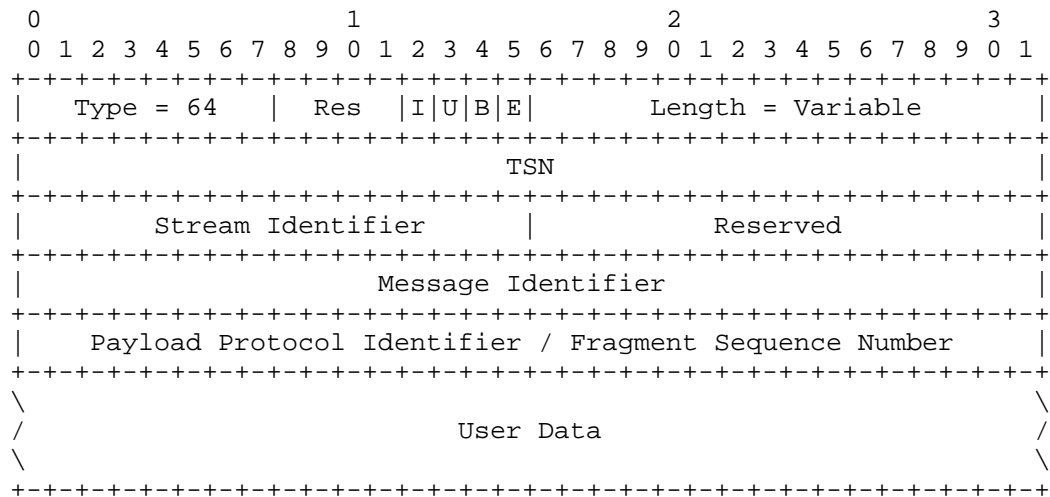 0                   1                   2                   3
 0 1 2 3 4 5 6 7 8 9 0 1 2 3 4 5 6 7 8 9 0 1 2 3 4 5 6 7 8 9 0 1
+-+-+-+-+-+-+-+-+-+-+-+-+-+-+-+-+-+-+-+-+-+-+-+-+-+-+-+-+-+-+-+-+
|   Type = 64   |  Res  |I|U|B|E|       Length = Variable       |
+-+-+-+-+-+-+-+-+-+-+-+-+-+-+-+-+-+-+-+-+-+-+-+-+-+-+-+-+-+-+-+-+
|                              TSN                              |
+-+-+-+-+-+-+-+-+-+-+-+-+-+-+-+-+-+-+-+-+-+-+-+-+-+-+-+-+-+-+-+-+
|        Stream Identifier      |           Reserved            |
+-+-+-+-+-+-+-+-+-+-+-+-+-+-+-+-+-+-+-+-+-+-+-+-+-+-+-+-+-+-+-+-+
|                      Message Identifier                       |
+-+-+-+-+-+-+-+-+-+-+-+-+-+-+-+-+-+-+-+-+-+-+-+-+-+-+-+-+-+-+-+-+
|    Payload Protocol Identifier / Fragment Sequence Number     |
+-+-+-+-+-+-+-+-+-+-+-+-+-+-+-+-+-+-+-+-+-+-+-+-+-+-+-+-+-+-+-+-+
\                                                               \
/                           User Data                           /
\                                                               \
+-+-+-+-+-+-+-+-+-+-+-+-+-+-+-+-+-+-+-+-+-+-+-+-+-+-+-+-+-+-+-+-+